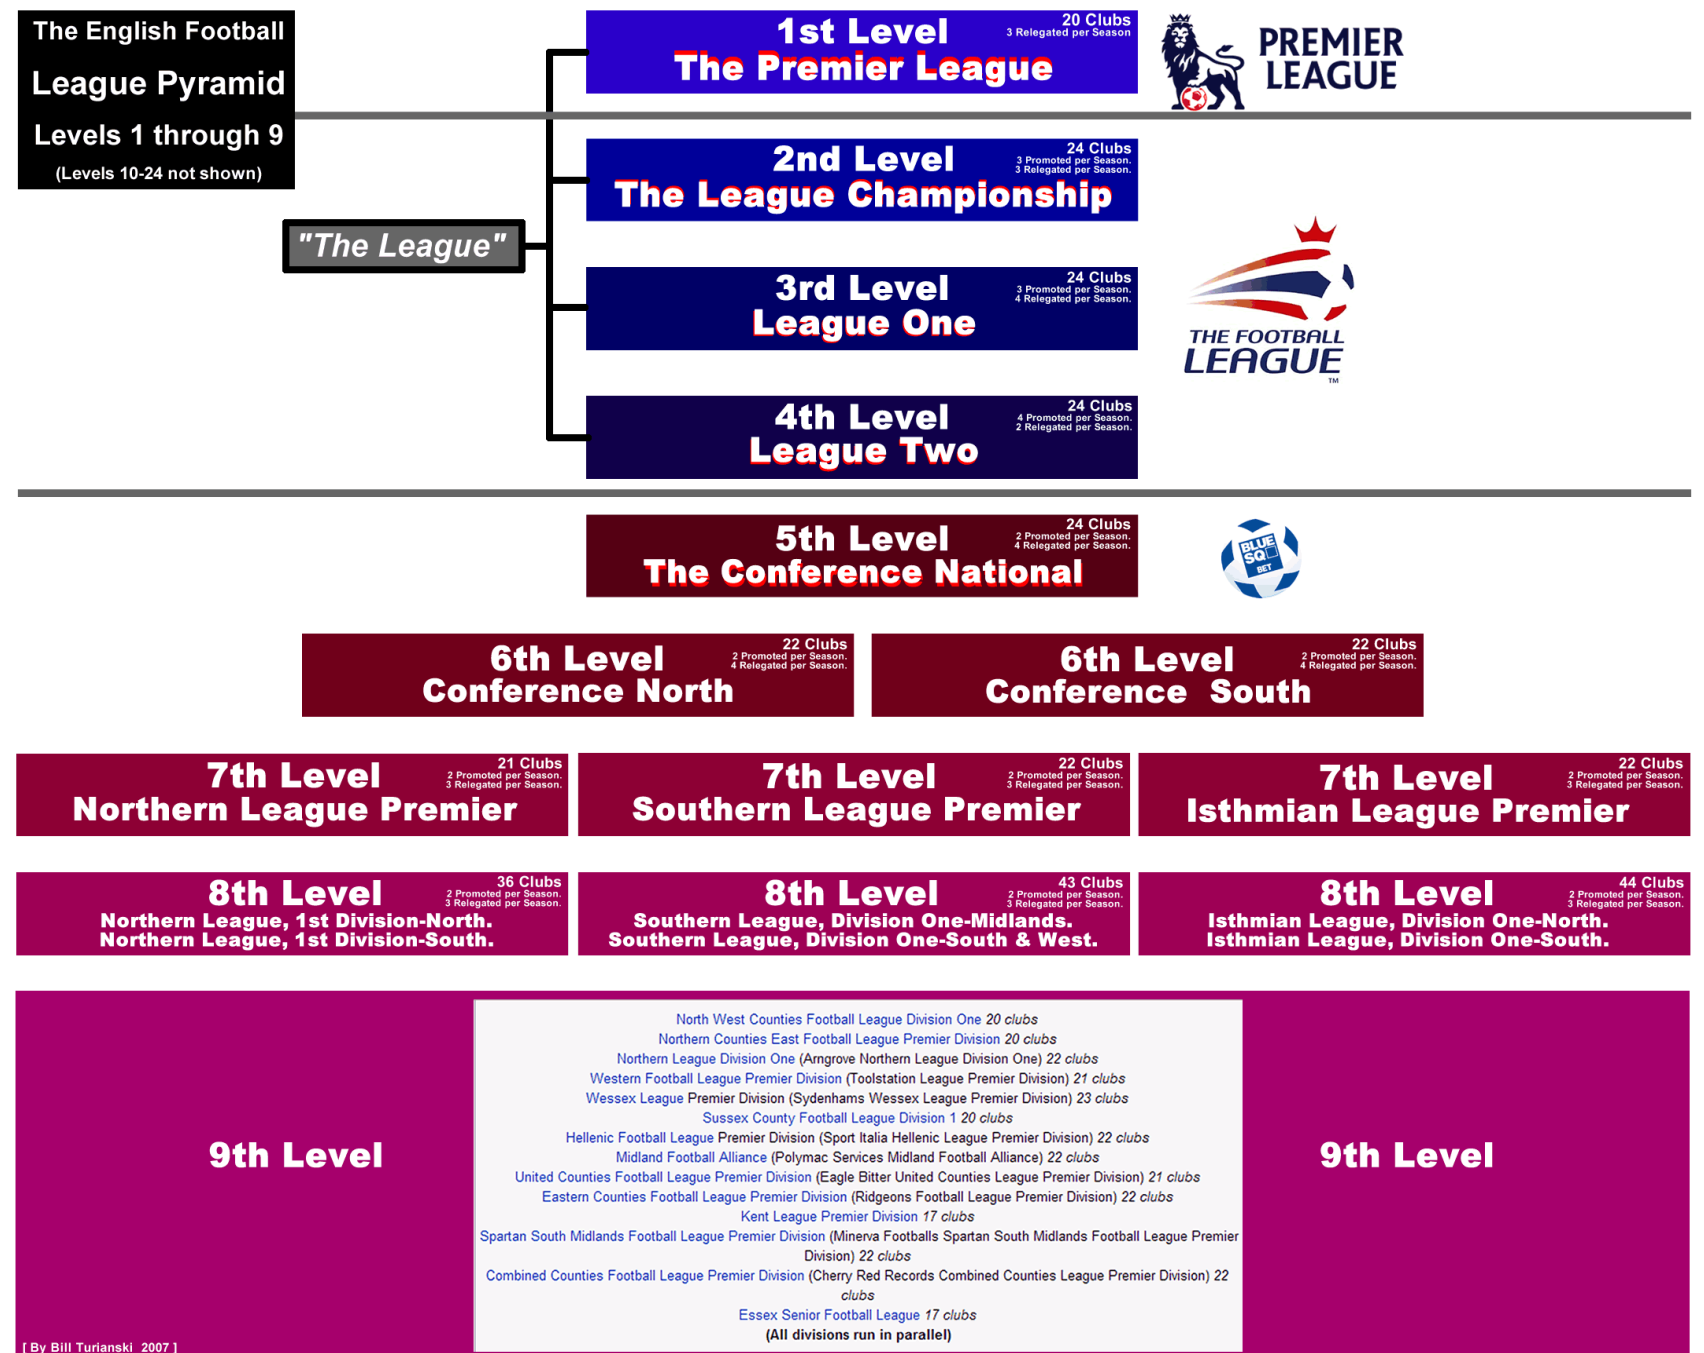 The English Football
League Pyramid
Levels 1 through 9
(Levels 10-24 not shown)
1st Level
The Premier League
20 Clubs
3 Relegated per Season
PREMIER
LEAGUE
2nd Level
The League Championship
24 Clubs
3 Promoted per Season.
3 Relegated per Season.
"The League"
3rd Level
League One
24 Clubs
3 Promoted per Season.
4 Relegated per Season.
THE FOOTBALL
LEAGUE
TM
4th Level
League Two
24 Clubs
4 Promoted per Season.
2 Relegated per Season.
5th Level
The Conference National
24 Clubs
2 Promoted per Season.
4 Relegated per Season.
BLUE
SQ
BET
6th Level
Conference North
22 Clubs
2 Promoted per Season.
4 Relegated per Season.
6th Level
Conference South
22 Clubs
2 Promoted per Season.
4 Relegated per Season.
7th Level
Northern League Premier
21 Clubs
2 Promoted per Season.
3 Relegated per Season.
7th Level
Southern League Premier
22 Clubs
2 Promoted per Season.
3 Relegated per Season.
7th Level
Isthmian League Premier
22 Clubs
2 Promoted per Season.
3 Relegated per Season.
8th Level
Northern League, 1st Division-North.
Northern League, 1st Division-South.
36 Clubs
2 Promoted per Season.
3 Relegated per Season.
8th Level
Southern League, Division One-Midlands.
Southern League, Division One-South & West.
43 Clubs
2 Promoted per Season.
3 Relegated per Season.
8th Level
Isthmian League, Division One-North.
Isthmian League, Division One-South.
44 Clubs
2 Promoted per Season.
3 Relegated per Season.
9th Level
North West Counties Football League Division One 20 clubs
Northern Counties East Football League Premier Division 20 clubs
Northern League Division One (Arngrove Northern League Division One) 22 clubs
Western Football League Premier Division (Toolstation League Premier Division) 21 clubs
Wessex League Premier Division (Sydenhams Wessex League Premier Division) 23 clubs
Sussex County Football League Division 1 20 clubs
Hellenic Football League Premier Division (Sport Italia Hellenic League Premier Division) 22 clubs
Midland Football Alliance (Polymac Services Midland Football Alliance) 22 clubs
United Counties Football League Premier Division (Eagle Bitter United Counties League Premier Division) 21 clubs
Eastern Counties Football League Premier Division (Ridgeons Football League Premier Division) 22 clubs
Kent League Premier Division 17 clubs
Spartan South Midlands Football League Premier Division (Minerva Footballs Spartan South Midlands Football League Premier
Division) 22 clubs
Combined Counties Football League Premier Division (Cherry Red Records Combined Counties League Premier Division) 22
clubs
Essex Senior Football League 17 clubs
(All divisions run in parallel)
9th Level
[ By Bill Turianski 2007 ]